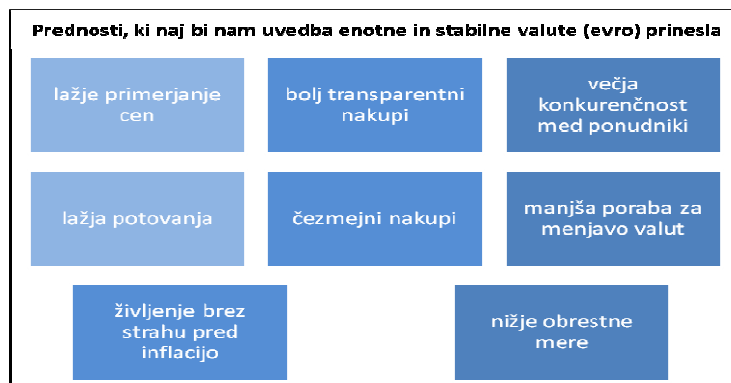 Prednosti, ki naj bi nam uvedba enotne in stabilne valute (evro) prinesla
lažje primerjanje
cen
bolj transparentni
nakupi
večja
konkurenčnost
med ponudniki
lažja potovanja
čezmejni nakupi
manjša poraba za
menjavo valut
življenje brez
strahu pred
inflacijo
nižje obrestne
mere